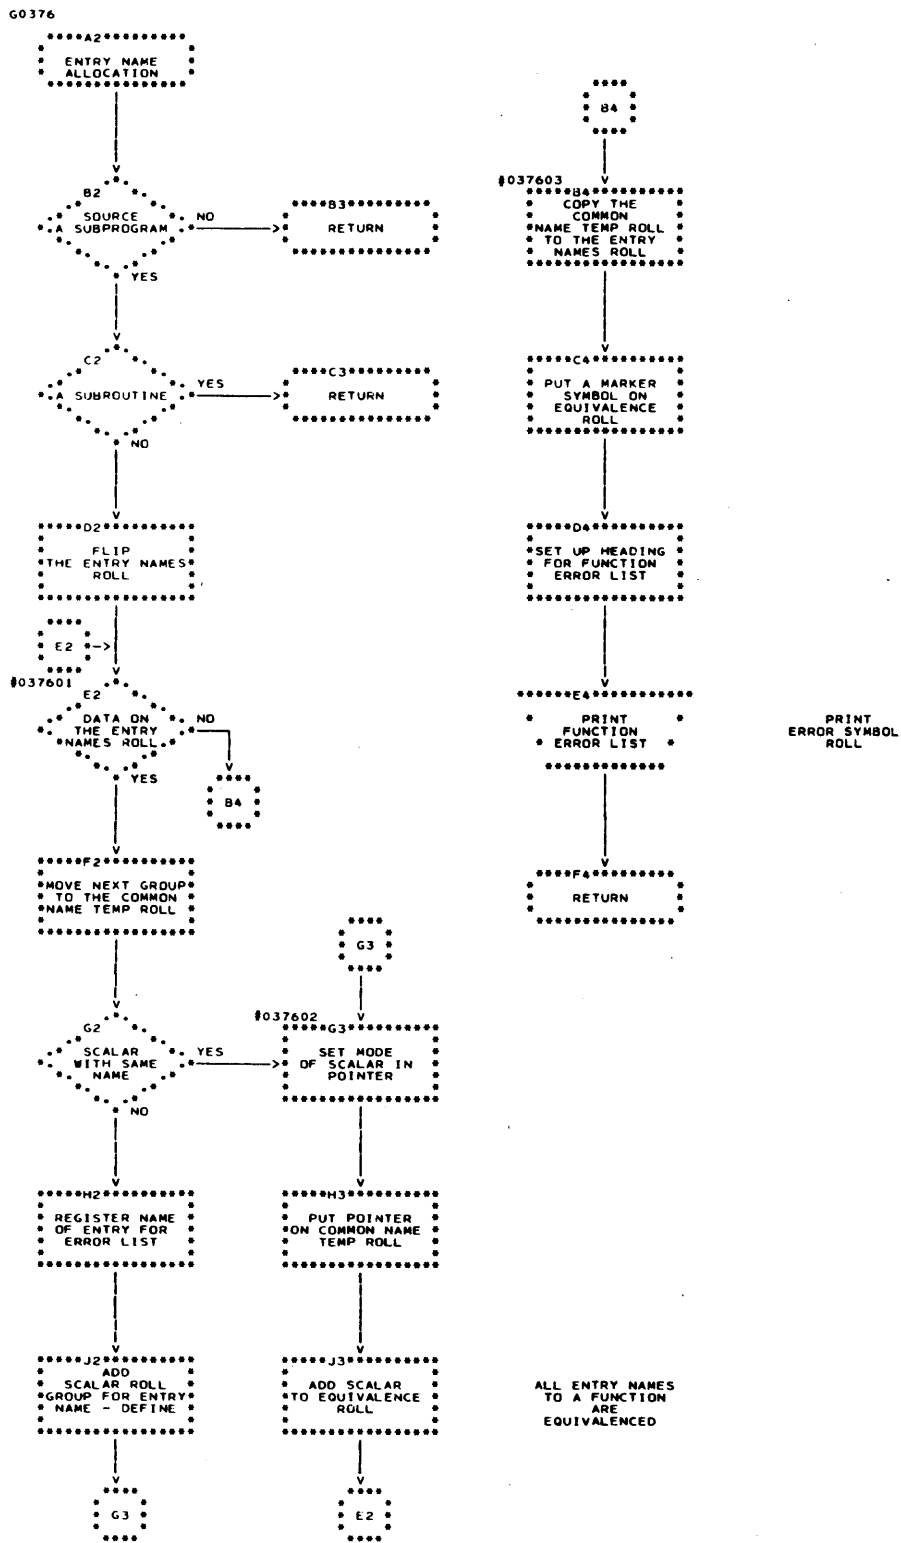 G0376
A2
ENTRY NAME
ALLOCATION
B2
SOURCE
A SUBPROGRAM
NO
YES
B3
RETURN
C2
A SUBROUTINE
YES
NO
C3
RETURN
D2
FLIP
THE ENTRY NAMES
ROLL
E2
#037601
E2
DATA ON
THE ENTRY
NAMES ROLL
NO
YES
B4
F2
MOVE NEXT GROUP
TO THE COMMON
NAME TEMP ROLL
G2
SCALAR
WITH SAME
NAME
YES
NO
H2
REGISTER NAME
OF ENTRY FOR
ERROR LIST
J2
ADD
SCALAR ROLL
GROUP FOR ENTRY
NAME - DEFINE
G3
G3
#037602
G3
SET MODE
OF SCALAR IN
POINTER
H3
PUT POINTER
ON COMMON NAME
TEMP ROLL
J3
ADD SCALAR
TO EQUIVALENCE
ROLL
E2
B4
#037603
B4
COPY THE
COMMON
NAME TEMP ROLL
TO THE ENTRY
NAMES ROLL
C4
PUT A MARKER
SYMBOL ON
EQUIVALENCE
ROLL
D4
SET UP HEADING
FOR FUNCTION
ERROR LIST
E4
PRINT
FUNCTION
ERROR LIST
F4
RETURN
PRINT
ERROR SYMBOL
ROLL
ALL ENTRY NAMES
TO A FUNCTION
ARE
EQUIVALENCED